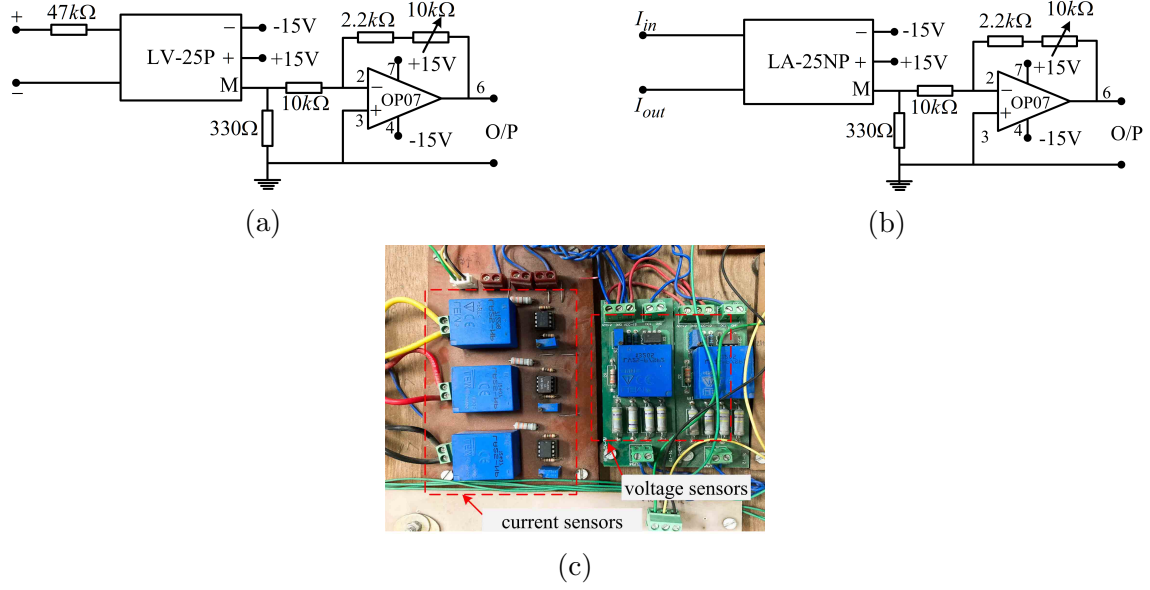 +
47kΩ
LV-25P
− -15V
+ +15V
M
10kΩ
330Ω
2.2kΩ
10kΩ
+15V
7
2
−
OP07
+
3
4
-15V
6
O/P
(a)
I_in
I_out
LA-25NP
− -15V
+ +15V
M
10kΩ
330Ω
2.2kΩ
10kΩ
+15V
7
2
−
OP07
+
3
4
-15V
6
O/P
(b)
−
current sensors
voltage sensors
(c)